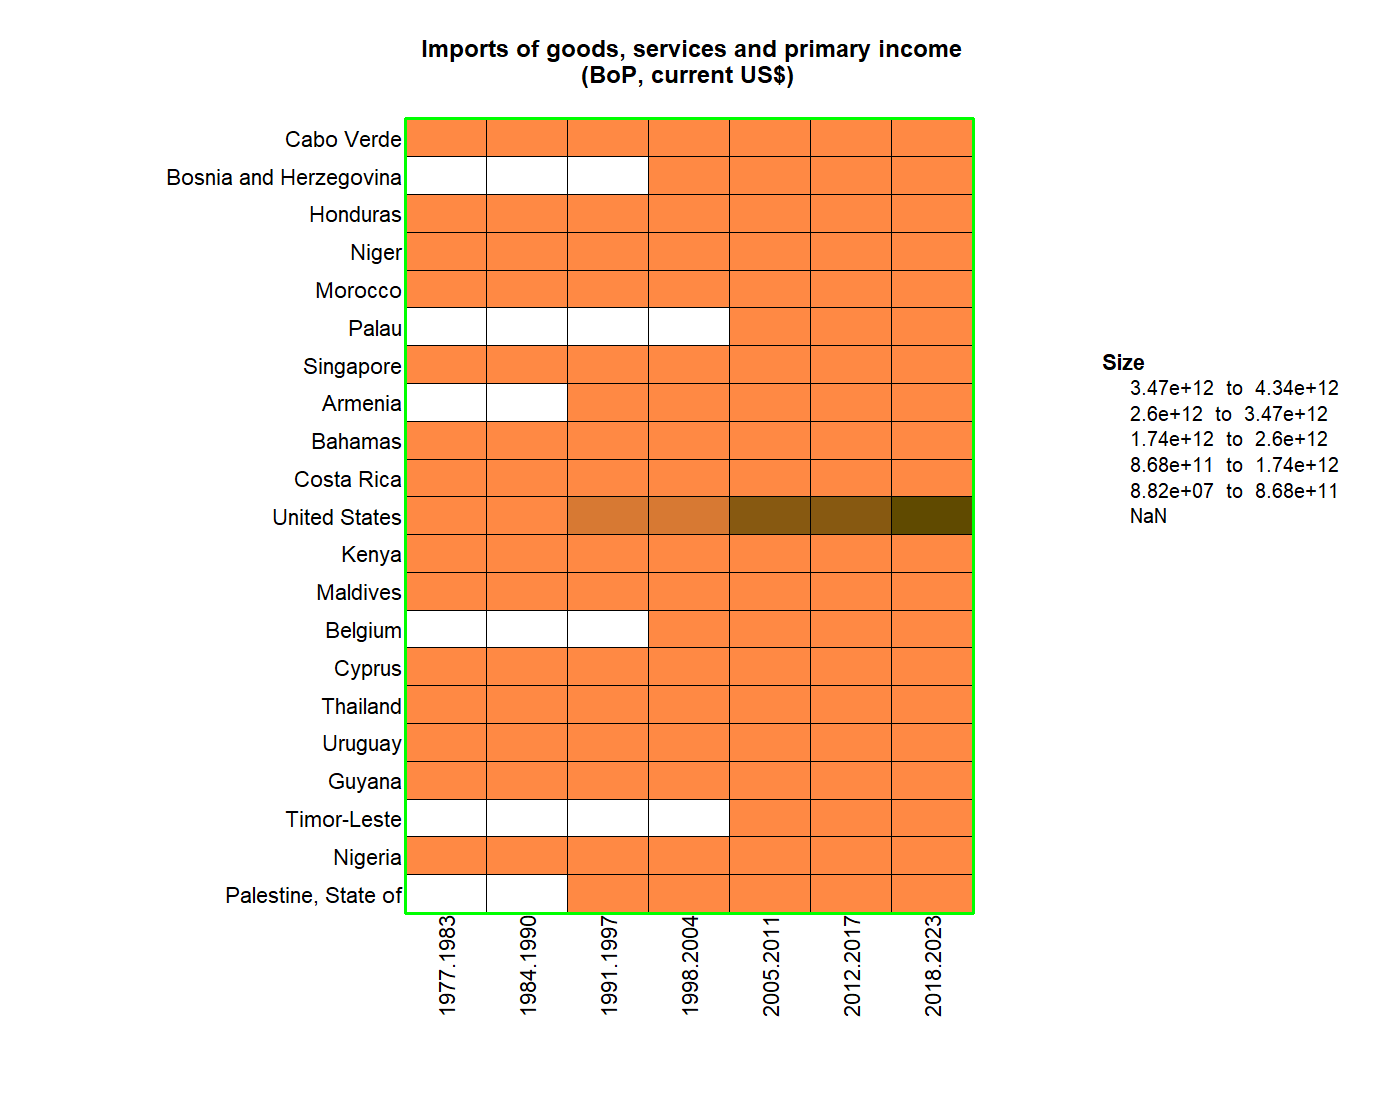 Imports of goods, services and primary income
(BoP, current US$)
Cabo Verde
Bosnia and Herzegovina
Honduras
Niger
Morocco
Palau
Singapore
Armenia
Bahamas
Costa Rica
United States
Kenya
Maldives
Belgium
Cyprus
Thailand
Uruguay
Guyana
Timor-Leste
Nigeria
Palestine, State of
1977.1983
1984.1990
1991.1997
1998.2004
2005.2011
2012.2017
2018.2023
Size
3.47e+12 to 4.34e+12
2.6e+12 to 3.47e+12
1.74e+12 to 2.6e+12
8.68e+11 to 1.74e+12
8.82e+07 to 8.68e+11
NaN